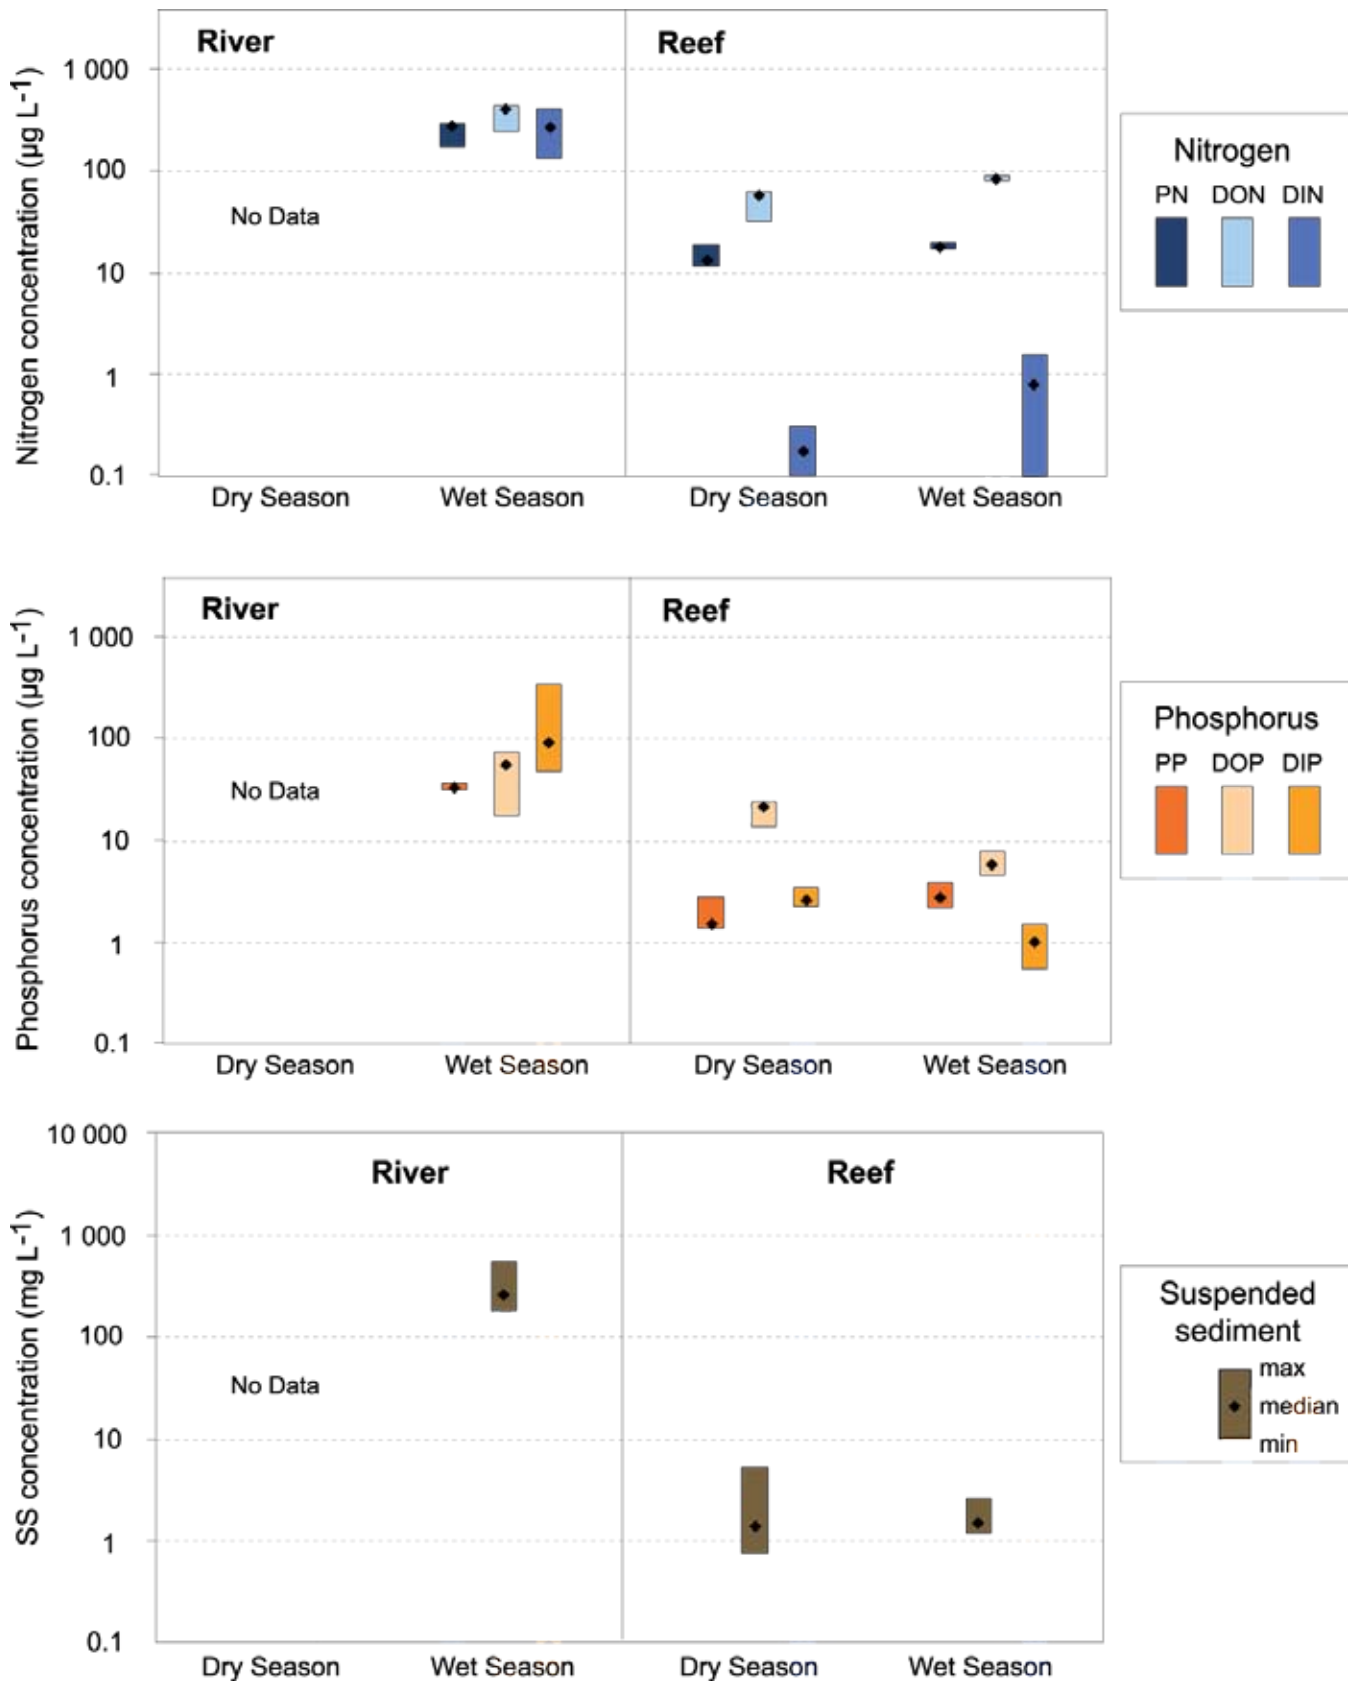 River
Reef
Nitrogen concentration (µg L-1)
1 000
100
10
1
0.1
No Data
Dry Season
Wet Season
Dry Season
Wet Season
Nitrogen
PN DON DIN
River
Reef
Phosphorus concentration (µg L-1)
1 000
100
10
1
0.1
No Data
Dry Season
Wet Season
Dry Season
Wet Season
Phosphorus
PP DOP DIP
River
Reef
SS concentration (mg L-1)
10 000
1 000
100
10
1
0.1
No Data
Dry Season
Wet Season
Dry Season
Wet Season
Suspended
sediment
max
median
min